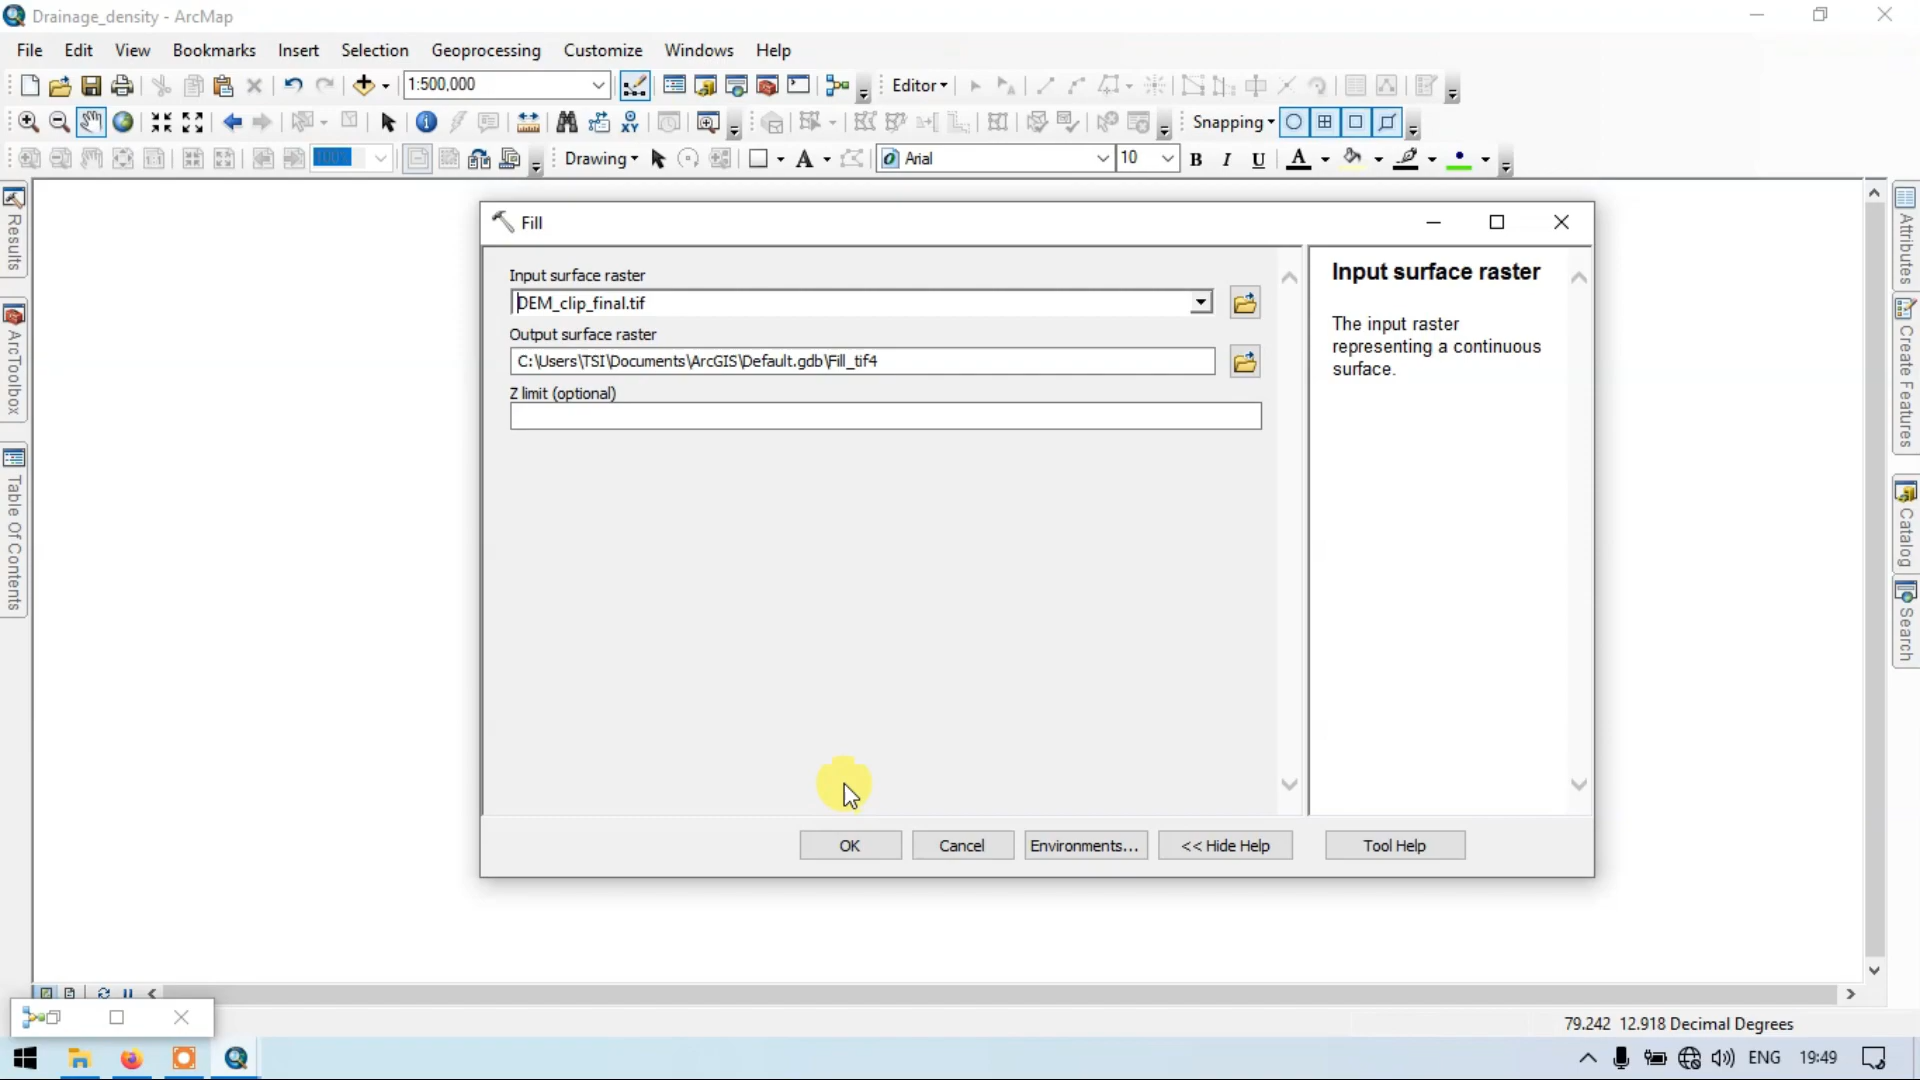 Drainage_density - ArcMap
File Edit View Bookmarks Insert Selection Geoprocessing Customize Windows Help
1:500,000
Editor
Snapping
100%
Drawing
A
Arial
10
B I U A
Results
ArcToolbox
Table Of Contents
Attributes
Create Features
Catalog
Search
Fill
Input surface raster
DEM_clip_final.tif
Output surface raster
C:\Users\TSI\Documents\ArcGIS\Default.gdb\Fill_tif4
Z limit (optional)
Input surface raster
The input raster
representing a continuous
surface.
OK
Cancel
Environments...
<< Hide Help
Tool Help
79.242 12.918 Decimal Degrees
ENG
19:49